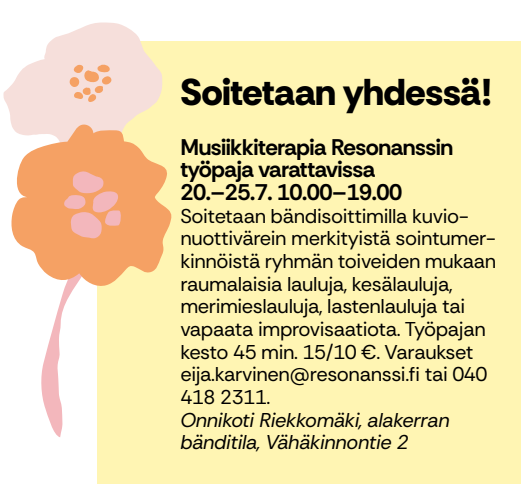 Soitetaan yhdessä!
Musiikkiterapia Resonanssin
työpaja varattavissa
20.–25.7. 10.00–19.00
Soitetaan bändisoittimilla kuvio-
nuottivärein merkityistä sointumer-
kinnöistä ryhmän toiveiden mukaan
raumalaisia lauluja, kesälauluja,
merimieslauluja, lastenlauluja tai
vapaata improvisaatiota. Työpajan
kesto 45 min. 15/10 €. Varaukset
eija.karvinen@resonanssi.fi tai 040
418 2311.
Onnikoti Riekkomäki, alakerran
bänditila, Vähäkinnontie 2